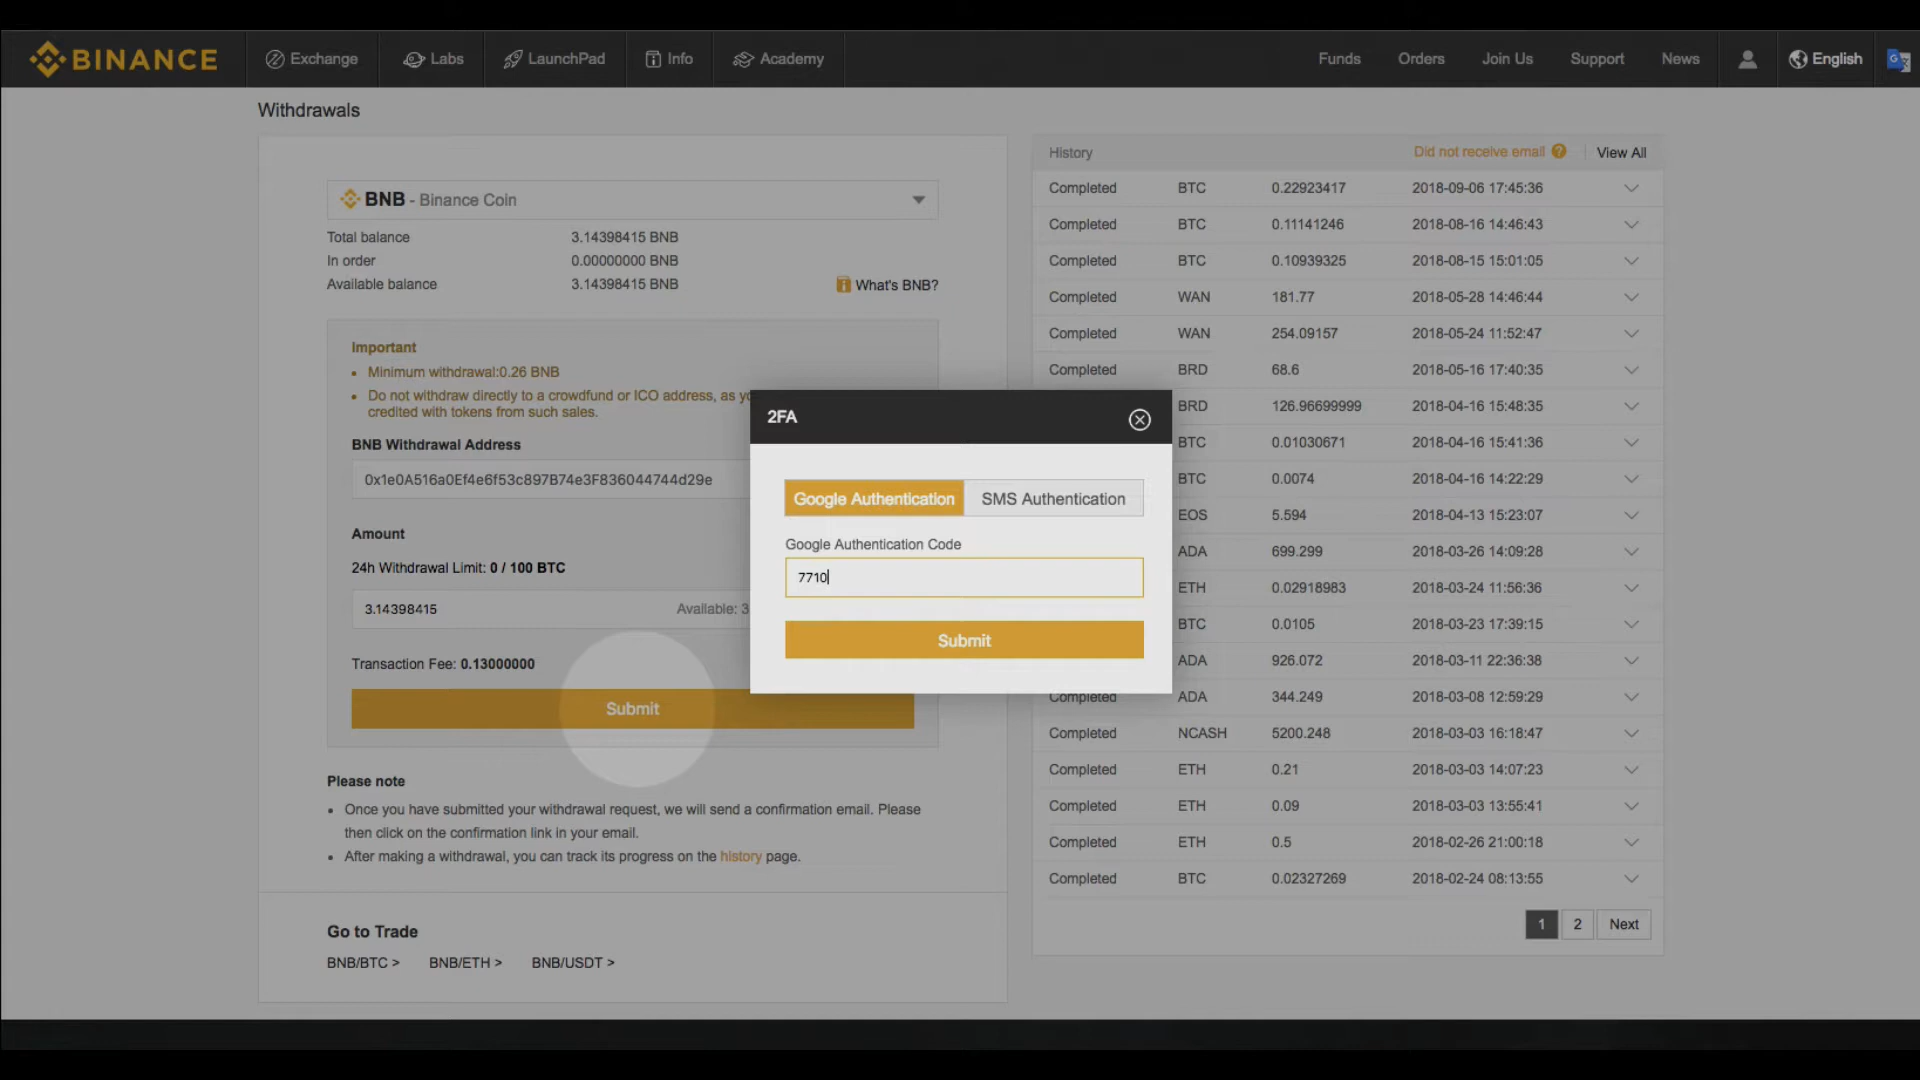 BINANCE
Exchange
Labs
LaunchPad
Info
Academy
Funds
Orders
Join Us
Support
News
English
Withdrawals
BNB - Binance Coin
Total balance 3.14398415 BNB
In order 0.00000000 BNB
Available balance 3.14398415 BNB
What's BNB?
Important
Minimum withdrawal:0.26 BNB
Do not withdraw directly to a crowdfund or ICO address, as
credited with tokens from such sales.
BNB Withdrawal Address
0x1e0A516a0Ef4e6f53c897B74e3F836044744d29e
Amount
24h Withdrawal Limit: 0 / 100 BTC
3.14398415 Available: 3
Transaction Fee: 0.13000000
Submit
Please note
Once you have submitted your withdrawal request, we will send a confirmation email. Please
then click on the confirmation link in your email.
After making a withdrawal, you can track its progress on the history page.
Go to Trade
BNB/BTC > BNB/ETH > BNB/USDT >
2FA
Google Authentication SMS Authentication
Google Authentication Code
7710
Submit
History Did not receive email ? View All
Completed BTC 0.22923417 2018-09-06 17:45:36
Completed BTC 0.11141246 2018-08-16 14:46:43
Completed BTC 0.10939325 2018-08-15 15:01:05
Completed WAN 181.77 2018-05-28 14:46:44
Completed WAN 254.09157 2018-05-24 11:52:47
Completed BRD 68.6 2018-05-16 17:40:35
BRD 126.96699999 2018-04-16 15:48:35
BTC 0.01030671 2018-04-16 15:41:36
BTC 0.0074 2018-04-16 14:22:29
EOS 5.594 2018-04-13 15:23:07
ADA 699.299 2018-03-26 14:09:28
ETH 0.02918983 2018-03-24 11:56:36
BTC 0.0105 2018-03-23 17:39:15
ADA 926.072 2018-03-11 22:36:38
Completed ADA 344.249 2018-03-08 12:59:29
Completed NCASH 5200.248 2018-03-03 16:18:47
Completed ETH 0.21 2018-03-03 14:07:23
Completed ETH 0.09 2018-03-03 13:55:41
Completed ETH 0.5 2018-02-26 21:00:18
Completed BTC 0.02327269 2018-02-24 08:13:55
1 2 Next